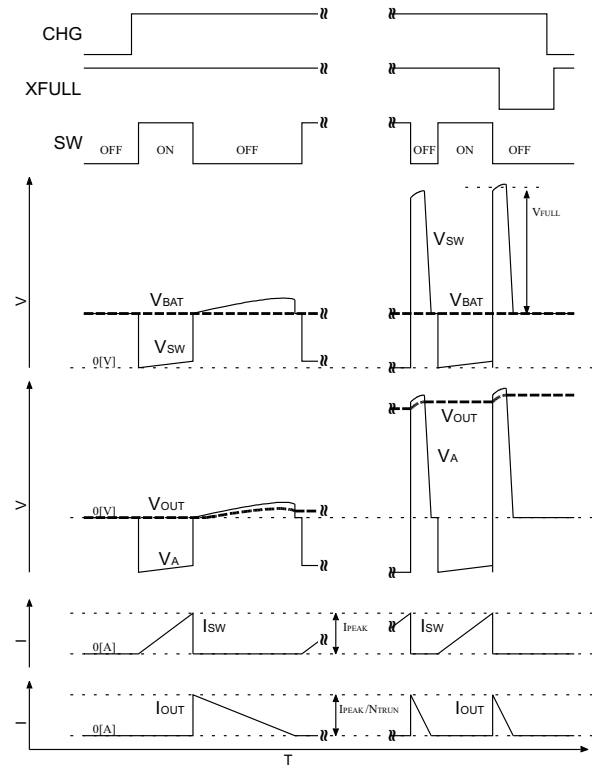 CHG
XFULL
SW
OFF ON OFF OFF ON OFF
V
VFULL
VSW
VBAT VBAT
VSW
0[V]
V
VOUT
VA
VOUT
0[V]
VA
I
ISW IPEAK ISW
0[A]
I
IOUT IPEAK/NTRUN IOUT
0[A]
T